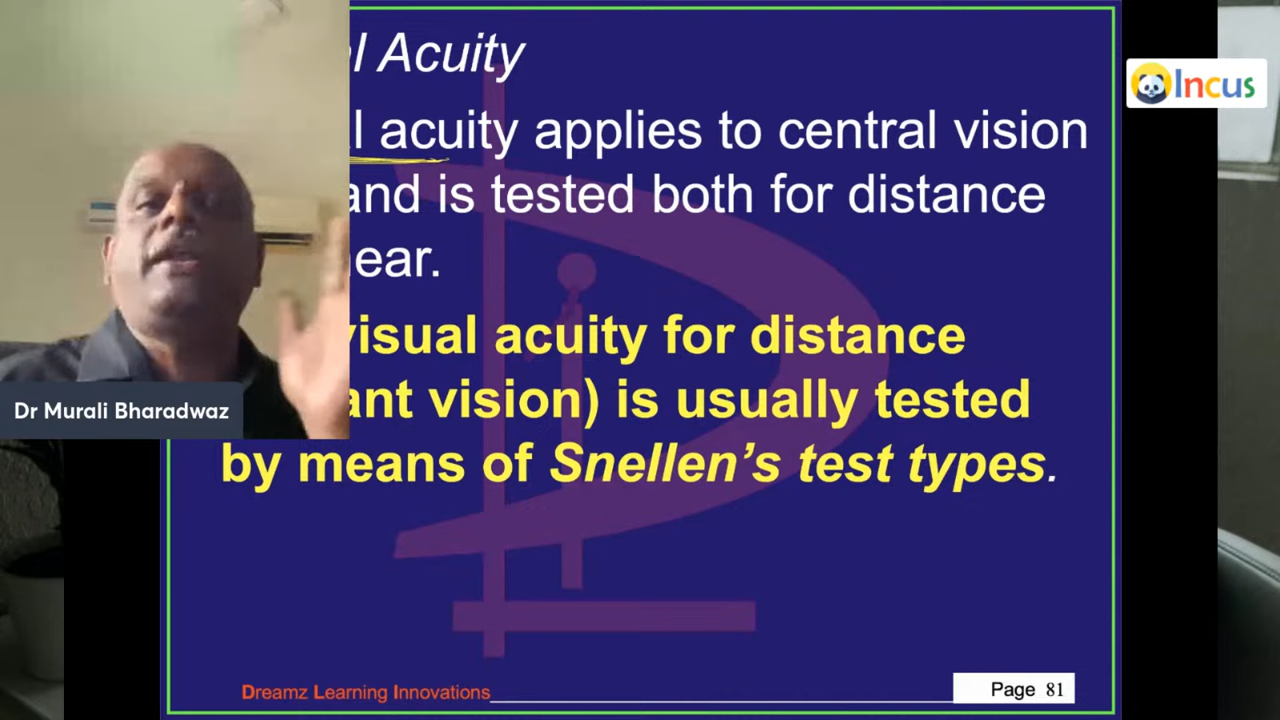 l Acuity
l acuity applies to central vision
and is tested both for distance
ear.
visual acuity for distance
ant vision) is usually tested
by means of Snellen’s test types.
Dr Murali Bharadwaz
Incus
Dreamz Learning Innovations
Page 81